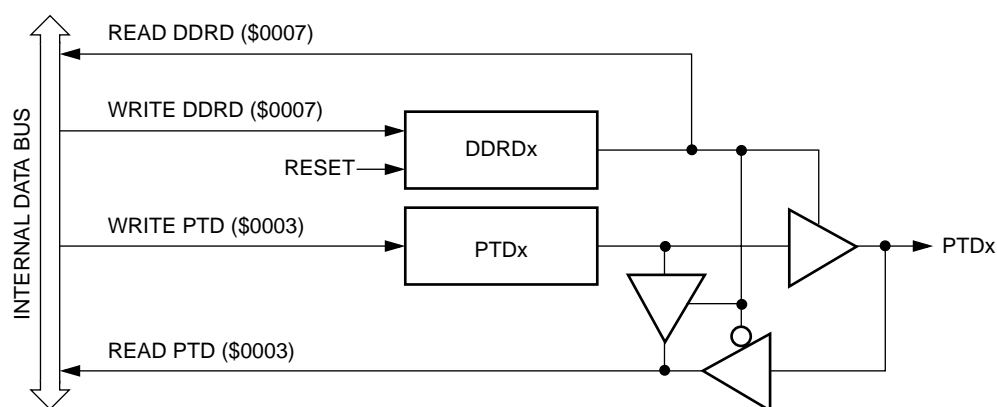 READ DDRD ($0007)
WRITE DDRD ($0007)
DDRDx
RESET
INTERNAL DATA BUS
WRITE PTD ($0003)
PTDx
PTDx
READ PTD ($0003)